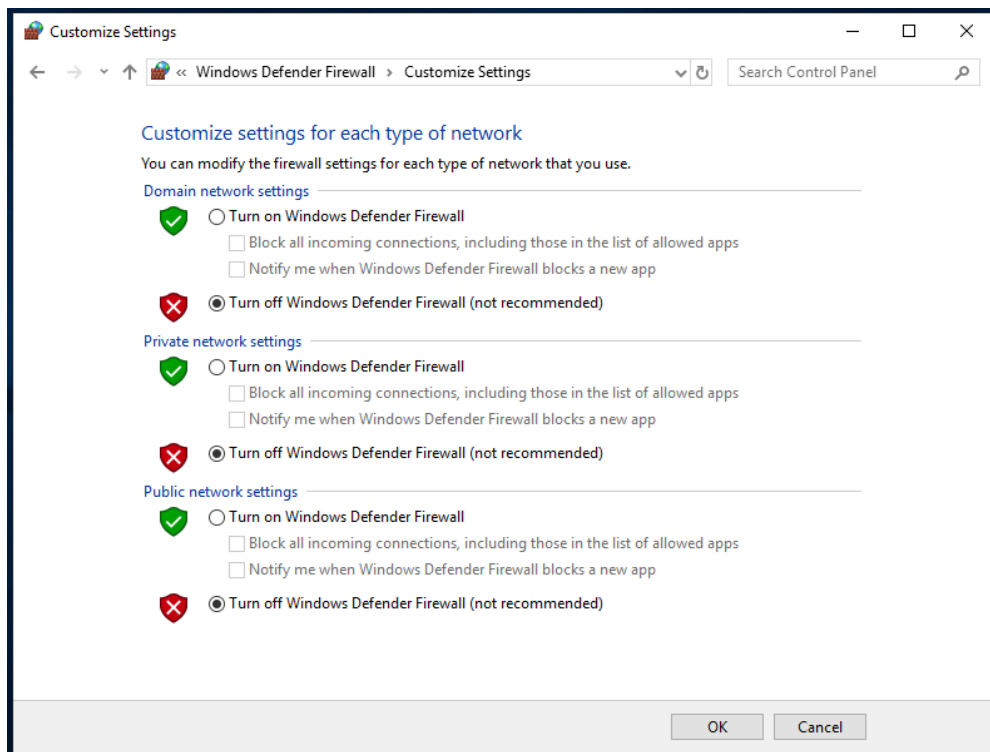 Customize Settings
« Windows Defender Firewall > Customize Settings
Search Control Panel
Customize settings for each type of network
You can modify the firewall settings for each type of network that you use.
Domain network settings
Turn on Windows Defender Firewall
Block all incoming connections, including those in the list of allowed apps
Notify me when Windows Defender Firewall blocks a new app
Turn off Windows Defender Firewall (not recommended)
Private network settings
Turn on Windows Defender Firewall
Block all incoming connections, including those in the list of allowed apps
Notify me when Windows Defender Firewall blocks a new app
Turn off Windows Defender Firewall (not recommended)
Public network settings
Turn on Windows Defender Firewall
Block all incoming connections, including those in the list of allowed apps
Notify me when Windows Defender Firewall blocks a new app
Turn off Windows Defender Firewall (not recommended)
OK Cancel